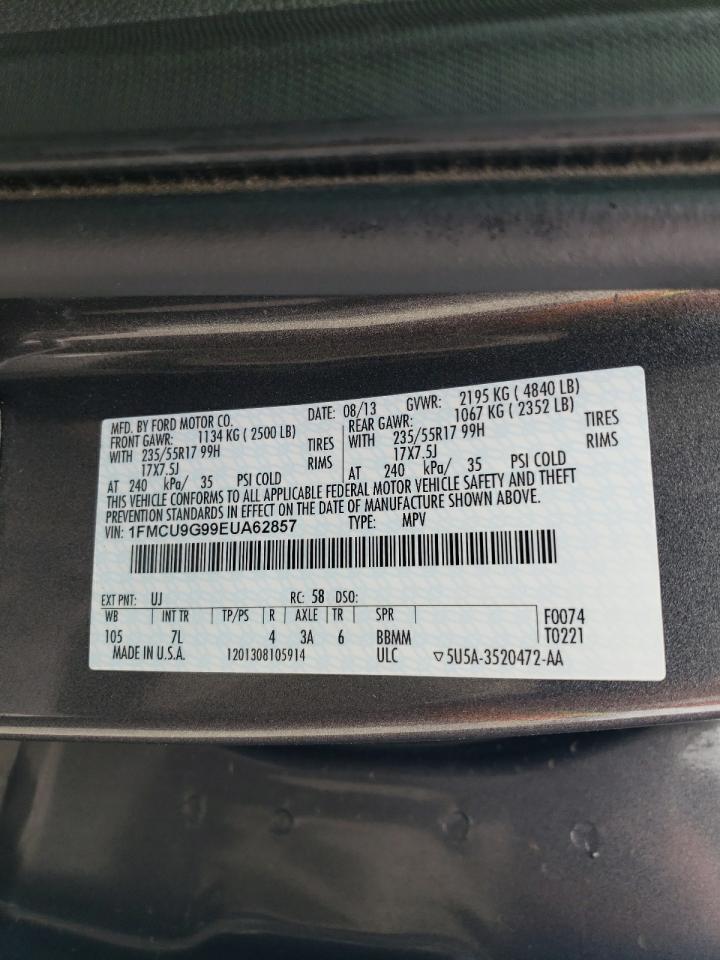 MFD. BY FORD MOTOR CO. DATE: 08/13 GVWR: 2195 KG ( 4840 LB)
FRONT GAWR: 1134 KG ( 2500 LB) REAR GAWR: 1067 KG ( 2352 LB)
WITH 235/55R17 99H TIRES WITH 235/55R17 99H TIRES
17X7.5J RIMS 17X7.5J RIMS
AT 240 kPa/ 35 PSI COLD AT 240 kPa/ 35 PSI COLD
THIS VEHICLE CONFORMS TO ALL APPLICABLE FEDERAL MOTOR VEHICLE SAFETY AND THEFT
PREVENTION STANDARDS IN EFFECT ON THE DATE OF MANUFACTURE SHOWN ABOVE.
VIN: 1FMCU9G99EUA62857 TYPE: MPV
EXT PNT: UJ RC: 58 DSO:
WB INT TR TP/PS R AXLE TR SPR F0074
105 7L 4 3A 6 BBMM T0221
MADE IN U.S.A. 1201308105914 ULC ▽5U5A-3520472-AA